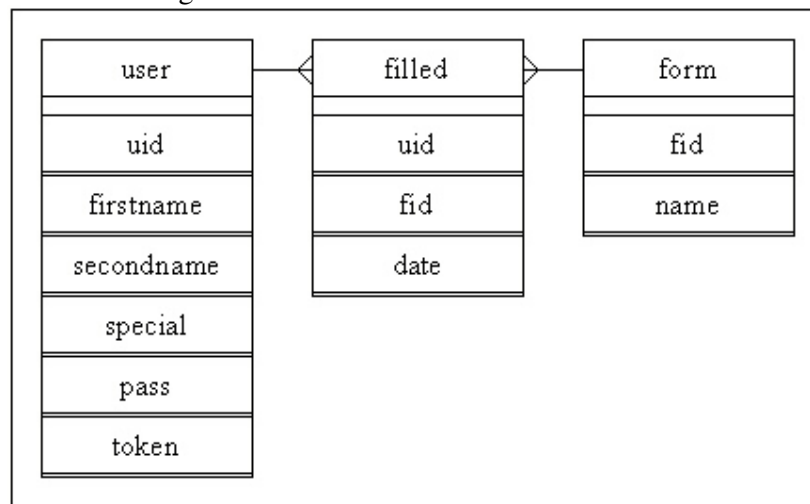 user
uid
firstname
secondname
special
pass
token
filled
uid
fid
date
form
fid
name